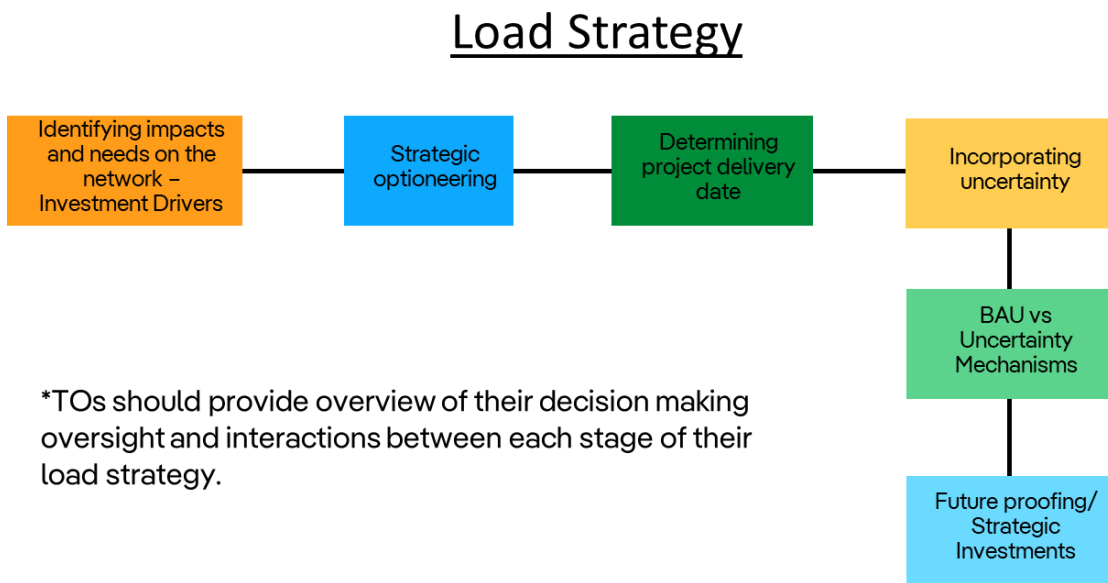 Load Strategy
Identifying impacts
and needs on the
network –
Investment Drivers
Strategic
optioneering
Determining
project delivery
date
Incorporating
uncertainty
BAU vs
Uncertainty
Mechanisms
*TOs should provide overview of their decision making
oversight and interactions between each stage of their
load strategy.
Future proofing/
Strategic
Investments